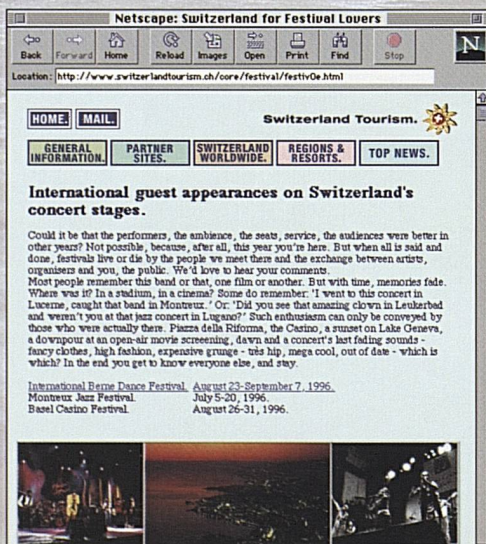 Netscape: Switzerland for Festival Lovers
Back Forward Home Reload Images Open Print Find Stop
N
Location: http://www.switzerlandtourism.ch/core/festival/festiv0e.html
HOME. MAIL. Switzerland Tourism.
GENERAL INFORMATION. PARTNER SITES. SWITZERLAND WORLDWIDE. REGIONS & RESORTS. TOP NEWS.
International guest appearances on Switzerland's
concert stages.
Could it be that the performers, the ambience, the seats, service, the audiences were better in
other years? Not possible, because, after all, this year you're here. But when all is said and
done, festivals live or die by the people we meet there and the exchange between artists,
organisers and you, the public. We'd love to hear your comments.
Most people remember this band or that, one film or another. But with time, memories fade.
Where was it? In a stadium, in a cinema? Some do remember: 'I went to this concert in
Lucerne, caught that band in Montreux.' Or: 'Did you see that amazing clown in Leukerbad
and weren't you at that jazz concert in Lugano?' Such enthusiasm can only be conveyed by
those who were actually there. Piazza della Riforma, the Casino, a sunset on Lake Geneva,
a downpour at an open-air movie screeening, dawn and a concert's last fading sounds -
fancy clothes, high fashion, expensive grunge - très hip, mega cool, out of date - which is
which? In the end you get to know everyone else, and stay.
International Berne Dance Festival. August 23-September 7, 1996.
Montreux Jazz Festival. July 5-20, 1996.
Basel Casino Festival. August 26-31, 1996.